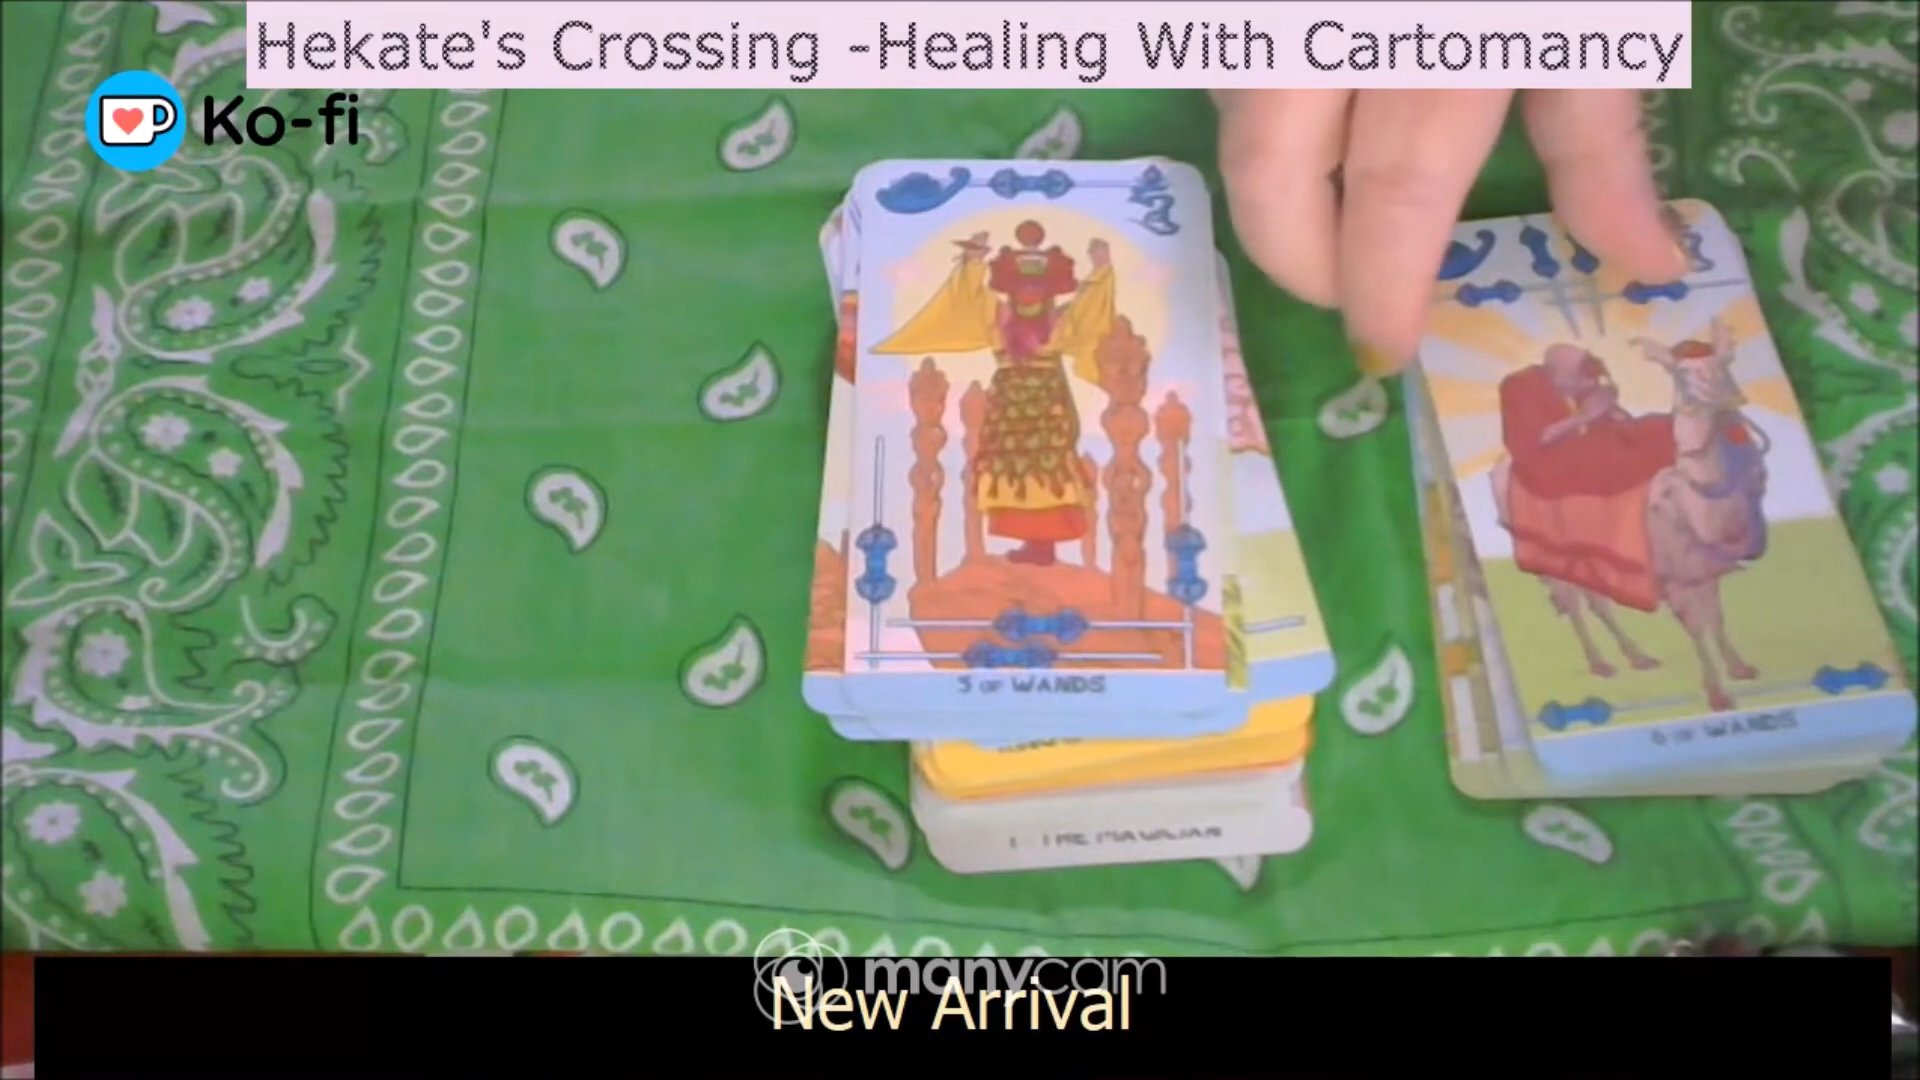 Hekate's Crossing -Healing With Cartomancy
Ko-fi
5 OF WANDS
6 OF WANDS
manycam
New Arrival